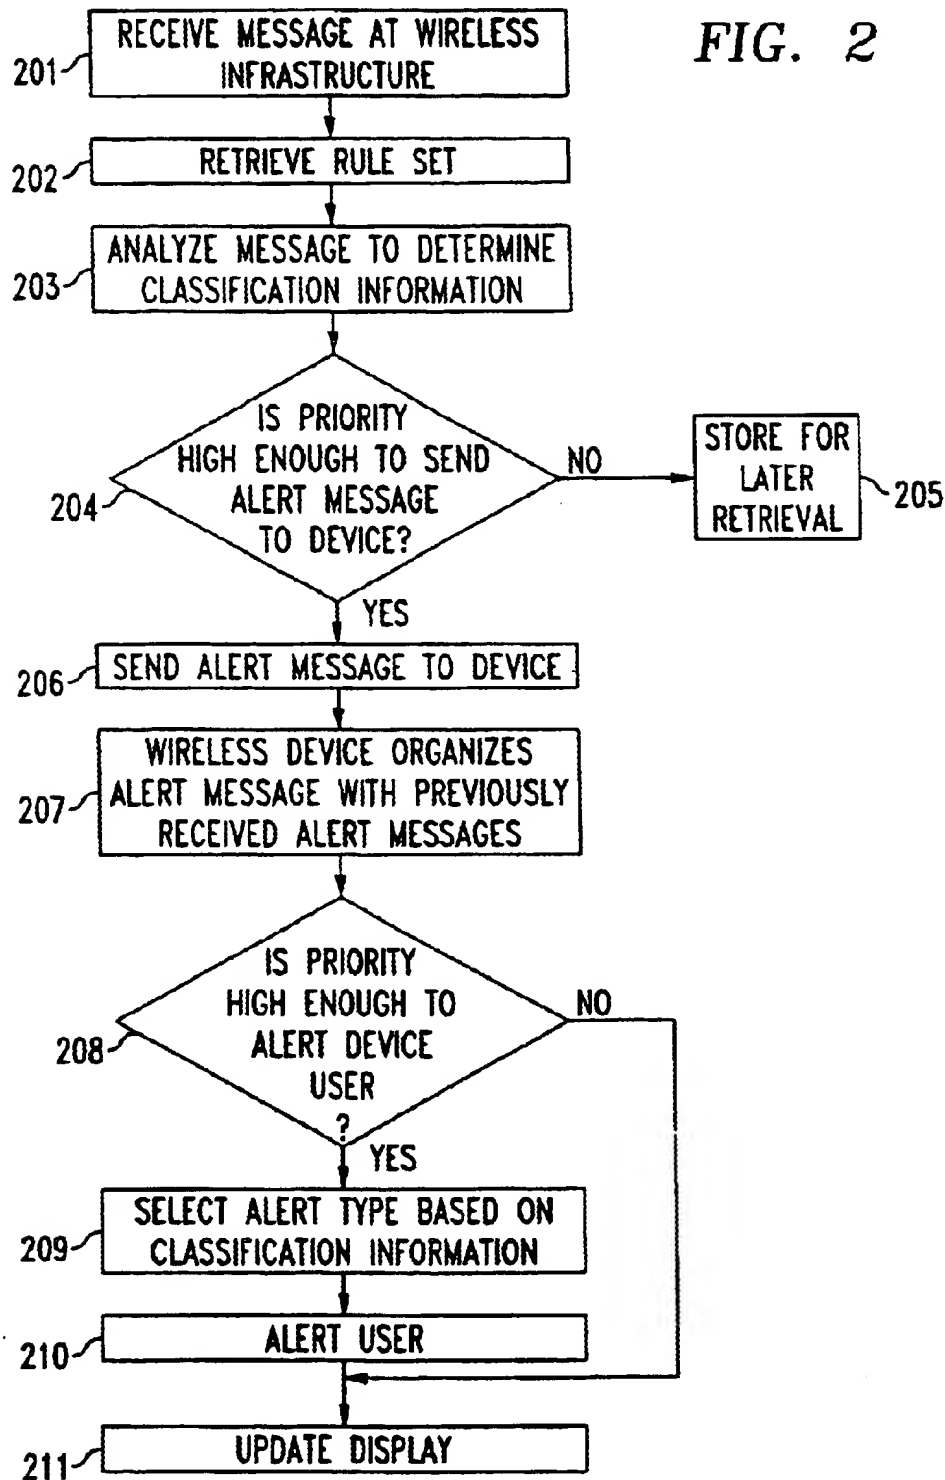 FIG. 2
RECEIVE MESSAGE AT WIRELESS
INFRASTRUCTURE
201
RETRIEVE RULE SET
202
ANALYZE MESSAGE TO DETERMINE
CLASSIFICATION INFORMATION
203
IS PRIORITY
HIGH ENOUGH TO SEND
ALERT MESSAGE
TO DEVICE?
204
NO
STORE FOR
LATER
RETRIEVAL
205
YES
SEND ALERT MESSAGE TO DEVICE
206
WIRELESS DEVICE ORGANIZES
ALERT MESSAGE WITH PREVIOUSLY
RECEIVED ALERT MESSAGES
207
IS PRIORITY
HIGH ENOUGH TO
ALERT DEVICE
USER
?
208
NO
YES
SELECT ALERT TYPE BASED ON
CLASSIFICATION INFORMATION
209
ALERT USER
210
UPDATE DISPLAY
211